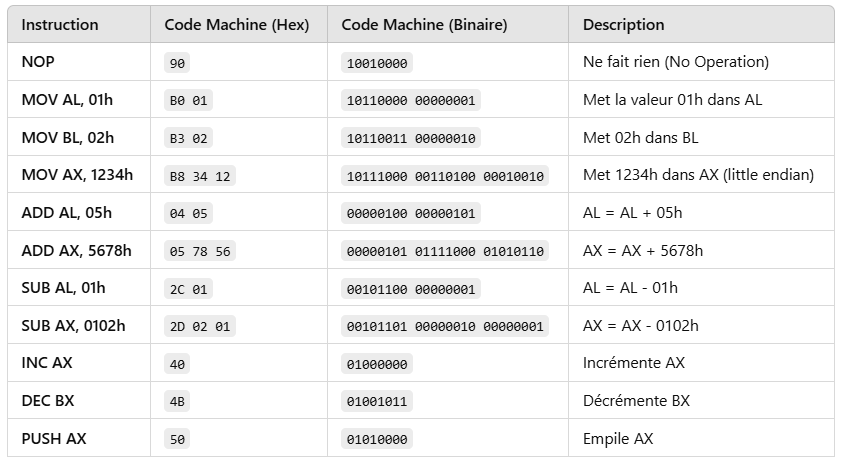 Instruction Code Machine (Hex) Code Machine (Binaire) Description
NOP 90 10010000 Ne fait rien (No Operation)
MOV AL, 01h B0 01 10110000 00000001 Met la valeur 01h dans AL
MOV BL, 02h B3 02 10110011 00000010 Met 02h dans BL
MOV AX, 1234h B8 34 12 10111000 00110100 00010010 Met 1234h dans AX (little endian)
ADD AL, 05h 04 05 00000100 00000101 AL = AL + 05h
ADD AX, 5678h 05 78 56 00000101 01111000 01010110 AX = AX + 5678h
SUB AL, 01h 2C 01 00101100 00000001 AL = AL - 01h
SUB AX, 0102h 2D 02 01 00101101 00000010 00000001 AX = AX - 0102h
INC AX 40 01000000 Incrémente AX
DEC BX 4B 01001011 Décrémente BX
PUSH AX 50 01010000 Empile AX